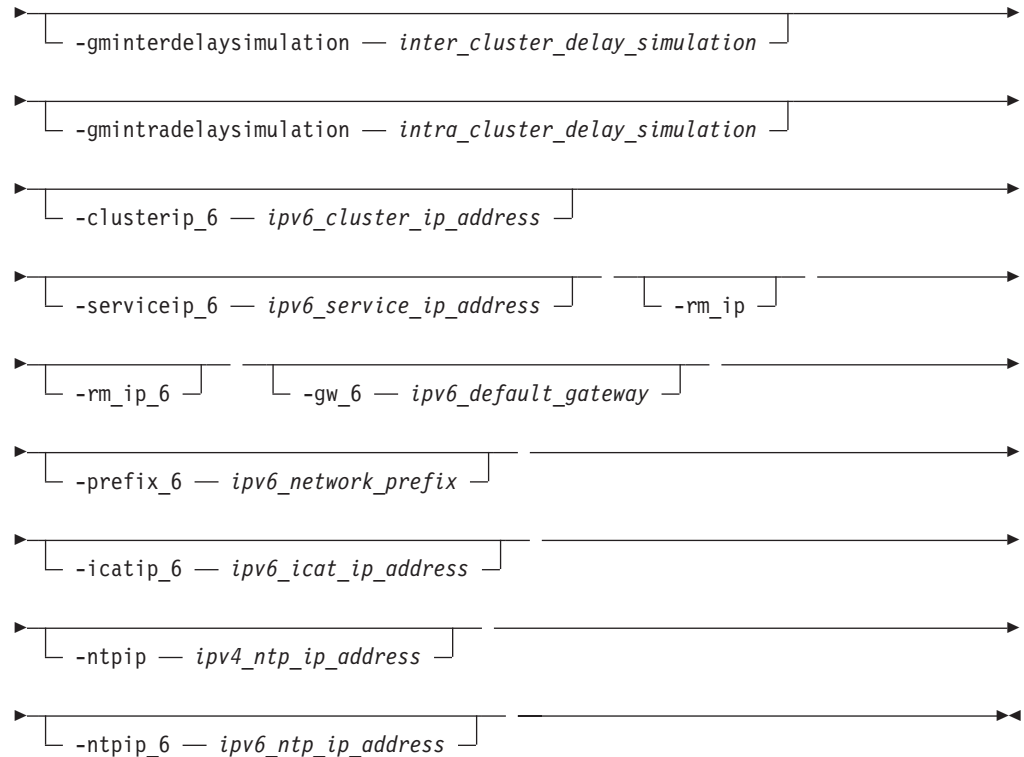 -gminterdelaysimulation — inter_cluster_delay_simulation
-gmintradelaysimulation — intra_cluster_delay_simulation
-clusterip_6 — ipv6_cluster_ip_address
-serviceip_6 — ipv6_service_ip_address -rm_ip
-rm_ip_6 -gw_6 — ipv6_default_gateway
-prefix_6 — ipv6_network_prefix
-icatip_6 — ipv6_icat_ip_address
-ntpip — ipv4_ntp_ip_address
-ntpip_6 — ipv6_ntp_ip_address